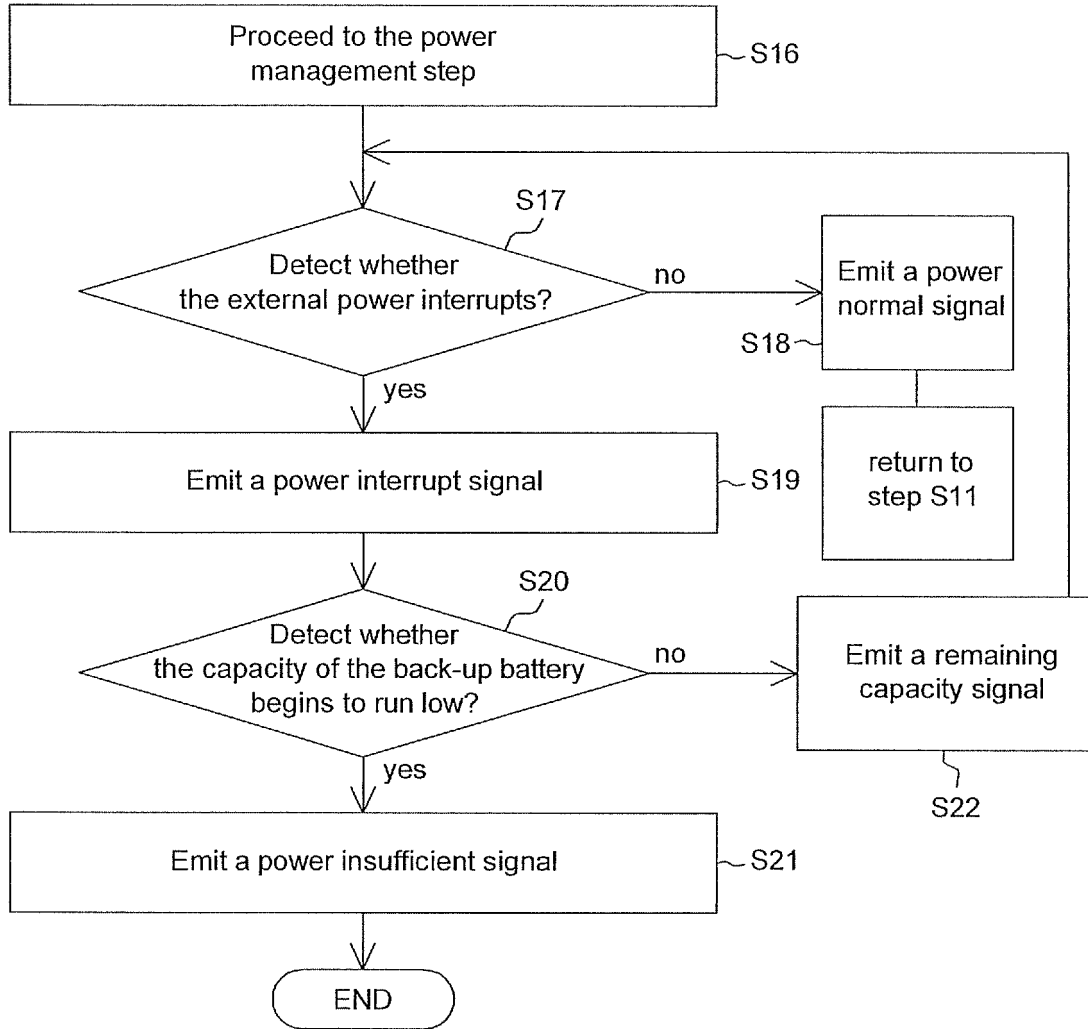 Proceed to the power
management step
S16
S17
Detect whether
the external power interrupts?
no
Emit a power
normal signal
S18
yes
return to
step S11
Emit a power interrupt signal
S19
S20
Detect whether
the capacity of the back-up battery
begins to run low?
no
Emit a remaining
capacity signal
S22
yes
Emit a power insufficient signal
S21
END